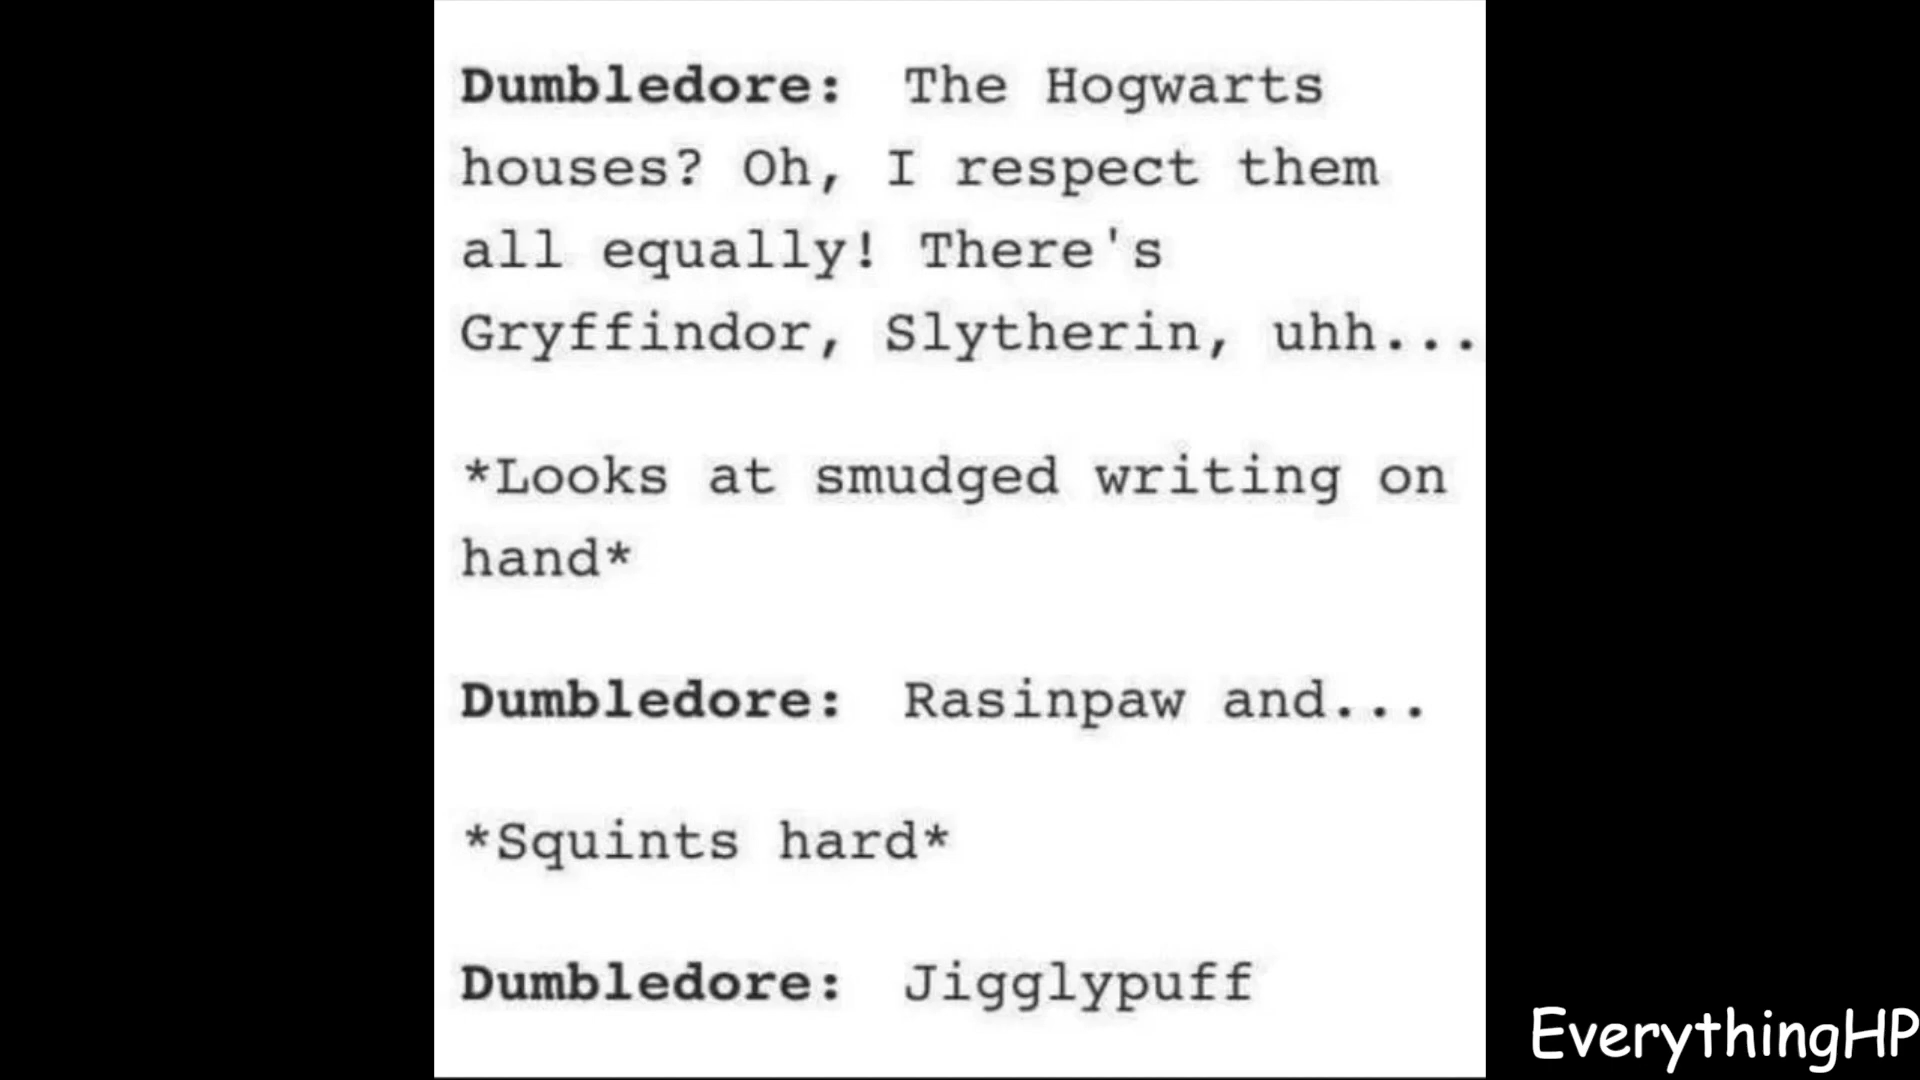 Dumbledore: The Hogwarts
houses? Oh, I respect them
all equally! There's
Gryffindor, Slytherin, uhh...
*Looks at smudged writing on
hand*
Dumbledore: Rasinpaw and...
*Squints hard*
Dumbledore: Jigglypuff
EverythingHP